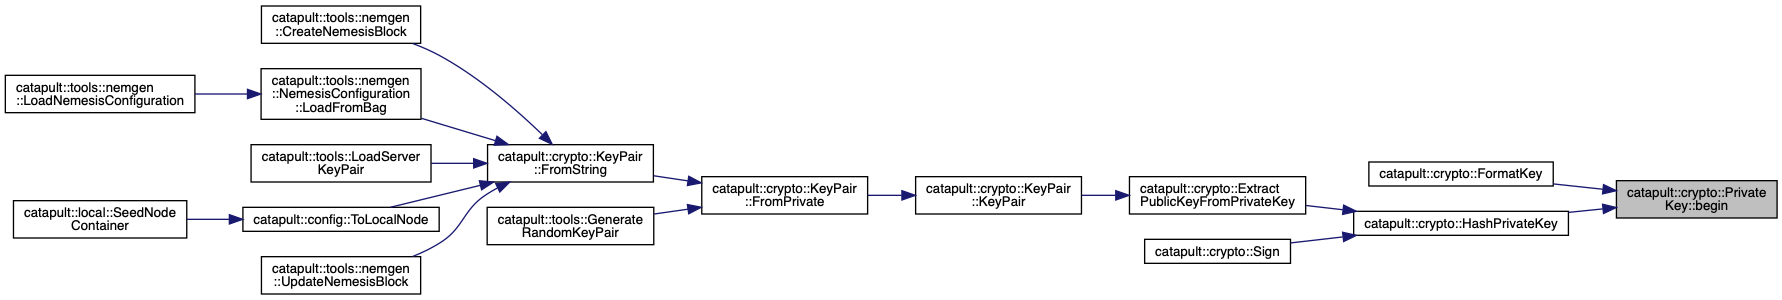 catapult::tools::nemgen
::CreateNemesisBlock
catapult::tools::nemgen
::LoadNemesisConfiguration
catapult::tools::nemgen
::NemesisConfiguration
::LoadFromBag
catapult::tools::LoadServer
KeyPair
catapult::crypto::KeyPair
::FromString
catapult::local::SeedNode
Container
catapult::config::ToLocalNode
catapult::tools::nemgen
::UpdateNemesisBlock
catapult::crypto::KeyPair
::FromPrivate
catapult::tools::Generate
RandomKeyPair
catapult::crypto::KeyPair
::KeyPair
catapult::crypto::Extract
PublicKeyFromPrivateKey
catapult::crypto::Sign
catapult::crypto::FormatKey
catapult::crypto::HashPrivateKey
catapult::crypto::Private
Key::begin